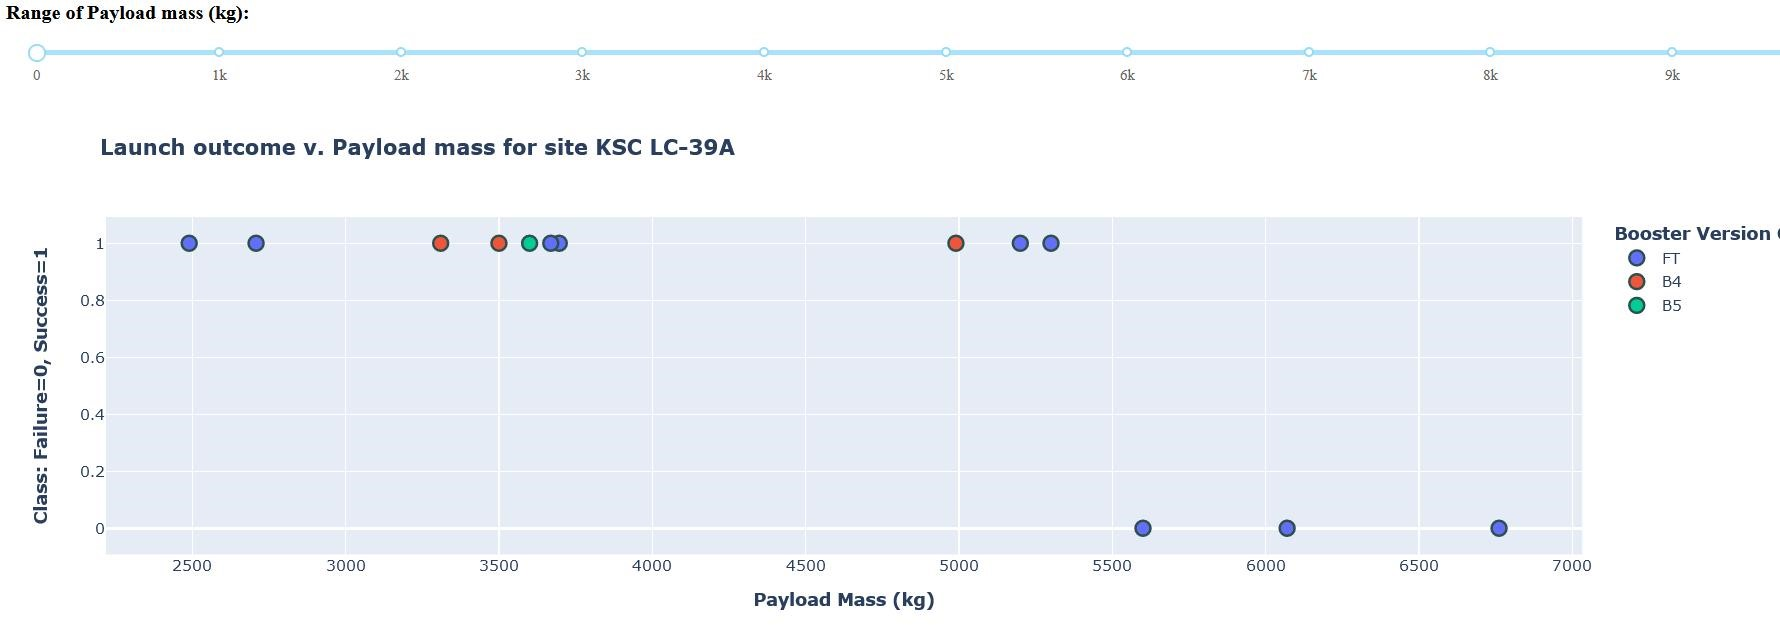 Range of Payload mass (kg):
0 1k 2k 3k 4k 5k 6k 7k 8k 9k
Launch outcome v. Payload mass for site KSC LC-39A
Class: Failure=0, Success=1
1
0.8
0.6
0.4
0.2
0
2500 3000 3500 4000 4500 5000 5500 6000 6500 7000
Payload Mass (kg)
Booster Version
FT
B4
B5